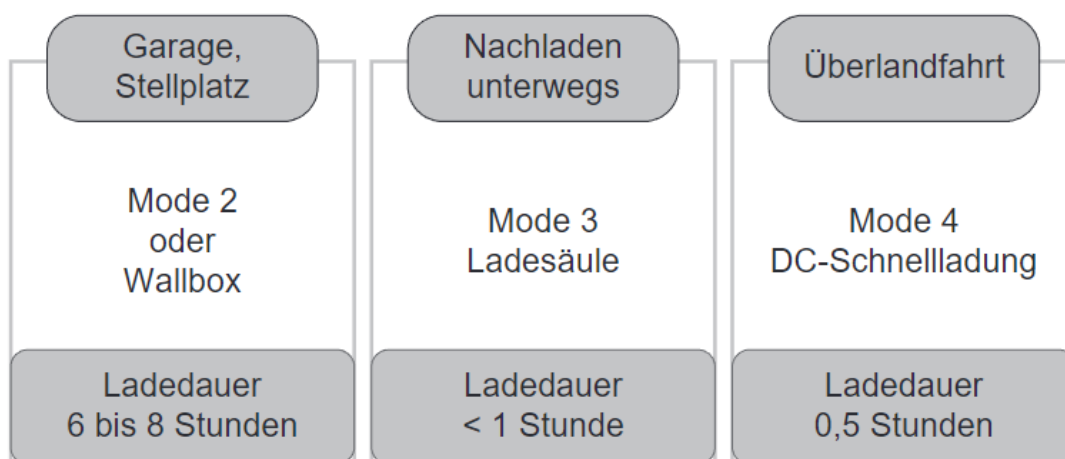 Garage,
Stellplatz
Mode 2
oder
Wallbox
Ladedauer
6 bis 8 Stunden
Nachladen
unterwegs
Mode 3
Ladesäule
Ladedauer
< 1 Stunde
Überlandfahrt
Mode 4
DC-Schnellladung
Ladedauer
0,5 Stunden